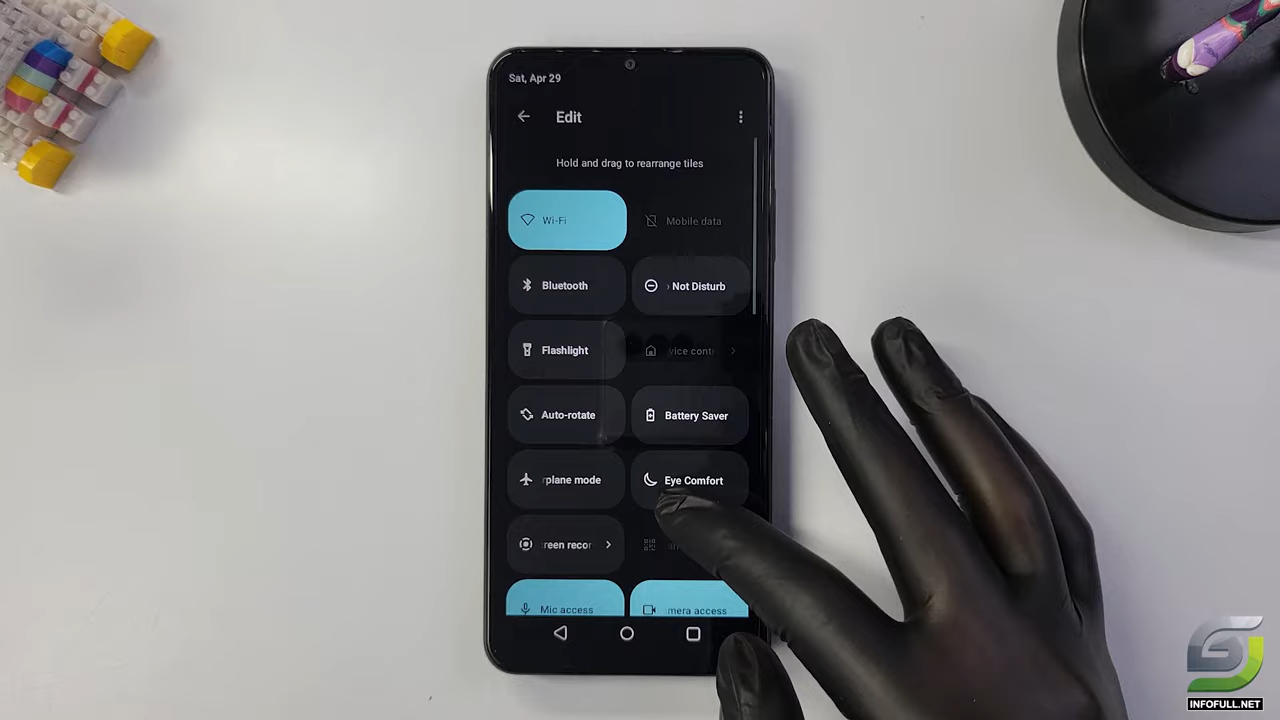 Sat, Apr 29
Edit
Hold and drag to rearrange tiles
Wi-Fi
Mobile data
Bluetooth
Not Disturb
Flashlight
vice cont
Auto-rotate
Battery Saver
rplane mode
Eye Comfort
reen recor
Mic access
mera access
INFOFULL.NET